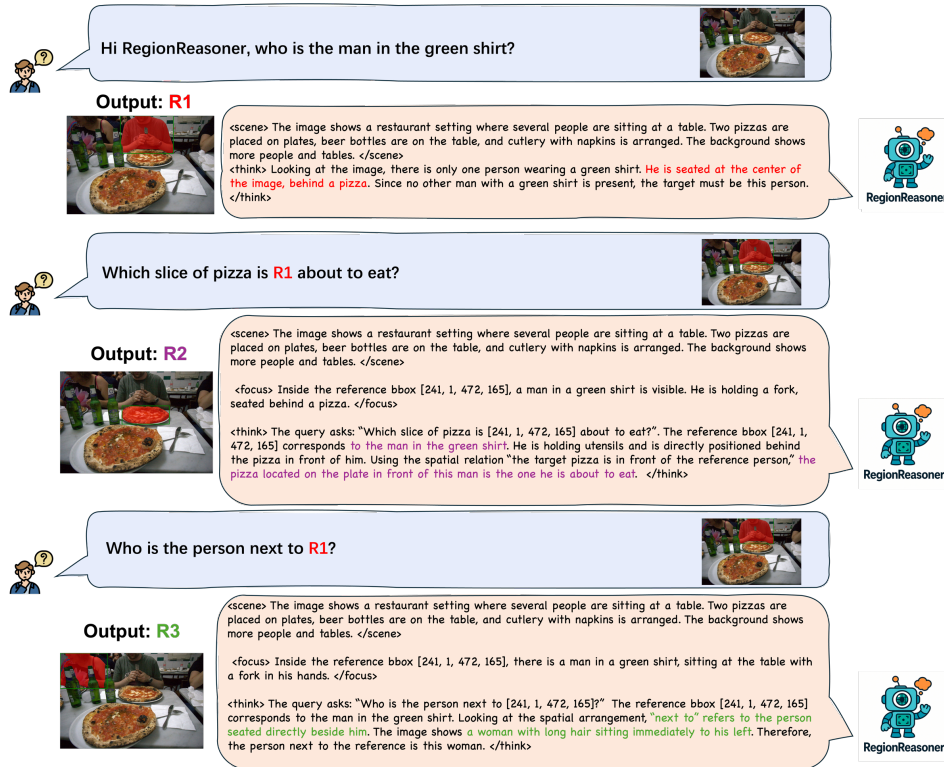 Hi RegionReasoner, who is the man in the green shirt?
Output: R1
<scene> The image shows a restaurant setting where several people are sitting at a table. Two pizzas are
placed on plates, beer bottles are on the table, and cutlery with napkins is arranged. The background shows
more people and tables. </scene>
<think> Looking at the image, there is only one person wearing a green shirt. He is seated at the center of
the image, behind a pizza. Since no other man with a green shirt is present, the target must be this person.
</think>
RegionReasoner
Which slice of pizza is R1 about to eat?
Output: R2
<scene> The image shows a restaurant setting where several people are sitting at a table. Two pizzas are
placed on plates, beer bottles are on the table, and cutlery with napkins is arranged. The background shows
more people and tables. </scene>
<focus> Inside the reference bbox [241, 1, 472, 165], a man in a green shirt is visible. He is holding a fork,
seated behind a pizza. </focus>
<think> The query asks: "Which slice of pizza is [241, 1, 472, 165] about to eat?". The reference bbox [241, 1,
472, 165] corresponds to the man in the green shirt. He is holding utensils and is directly positioned behind
the pizza in front of him. Using the spatial relation "the target pizza is in front of the reference person," the
pizza located on the plate in front of this man is the one he is about to eat. </think>
RegionReasoner
Who is the person next to R1?
Output: R3
<scene> The image shows a restaurant setting where several people are sitting at a table. Two pizzas are
placed on plates, beer bottles are on the table, and cutlery with napkins is arranged. The background shows
more people and tables. </scene>
<focus> Inside the reference bbox [241, 1, 472, 165], there is a man in a green shirt, sitting at the table with
a fork in his hands. </focus>
<think> The query asks: "Who is the person next to [241, 1, 472, 165]?" The reference bbox [241, 1, 472, 165]
corresponds to the man in the green shirt. Looking at the spatial arrangement, "next to" refers to the person
seated directly beside him. The image shows a woman with long hair sitting immediately to his left. Therefore,
the person next to the reference is this woman. </think>
RegionReasoner